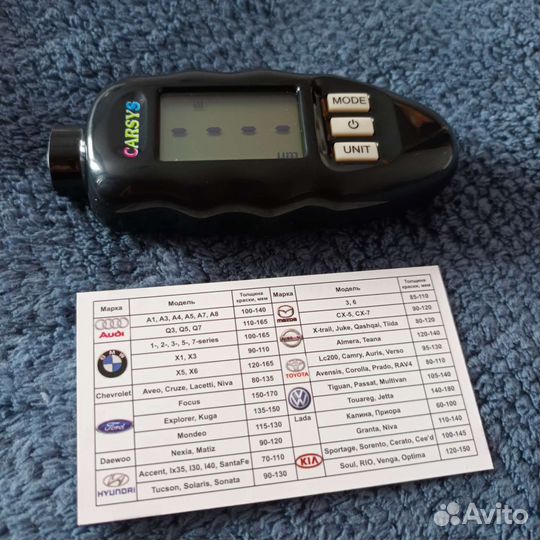 CARSYS
µm
MODE
UNIT
Марка Модель Толщина краски, мкм Марка Модель Толщина краски, мкм
Audi A1, A3, A4, A5, A7, A8 100-140 mazda 3, 6 85-110
Q3, Q5, Q7 110-165 CX-5, CX-7 90-120
BMW 1-, 2-, 3-, 5-, 7-series 100-165 NISSAN X-trail, Juke, Qashqai, Tiida 80-120
X1, X3 90-110 Almera, Teana 120-140
X5, X6 120-165 TOYOTA Lc200, Camry, Auris, Verso 95-130
Chevrolet Aveo, Cruze, Lacetti, Niva 80-135 Avensis, Corolla, Prado, RAV4 80-110
Ford Focus 150-170 Tiguan, Passat, Multivan 105-140
Explorer, Kuga 135-150 Touareg, Jetta 140-180
Mondeo 115-130 Lada Калина, Приора 60-100
Daewoo Nexia, Matiz 90-120 Granta, Niva 110-140
HYUNDAI Accent, Ix35, I30, I40, SantaFe 70-110 KIA Sportage, Sorento, Cerato, Cee'd 100-145
Tucson, Solaris, Sonata 90-130 Soul, RIO, Venga, Optima 120-150
Avito